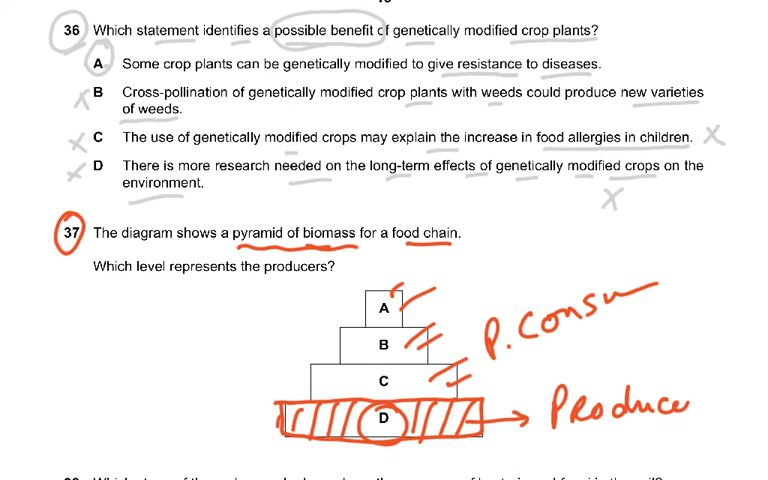 36 Which statement identifies a possible benefit of genetically modified crop plants?
A Some crop plants can be genetically modified to give resistance to diseases.
B Cross-pollination of genetically modified crop plants with weeds could produce new varieties
of weeds.
C The use of genetically modified crops may explain the increase in food allergies in children.
D There is more research needed on the long-term effects of genetically modified crops on the
environment.
37 The diagram shows a pyramid of biomass for a food chain.
Which level represents the producers?
A
B
P. Consu
C
D
Produce